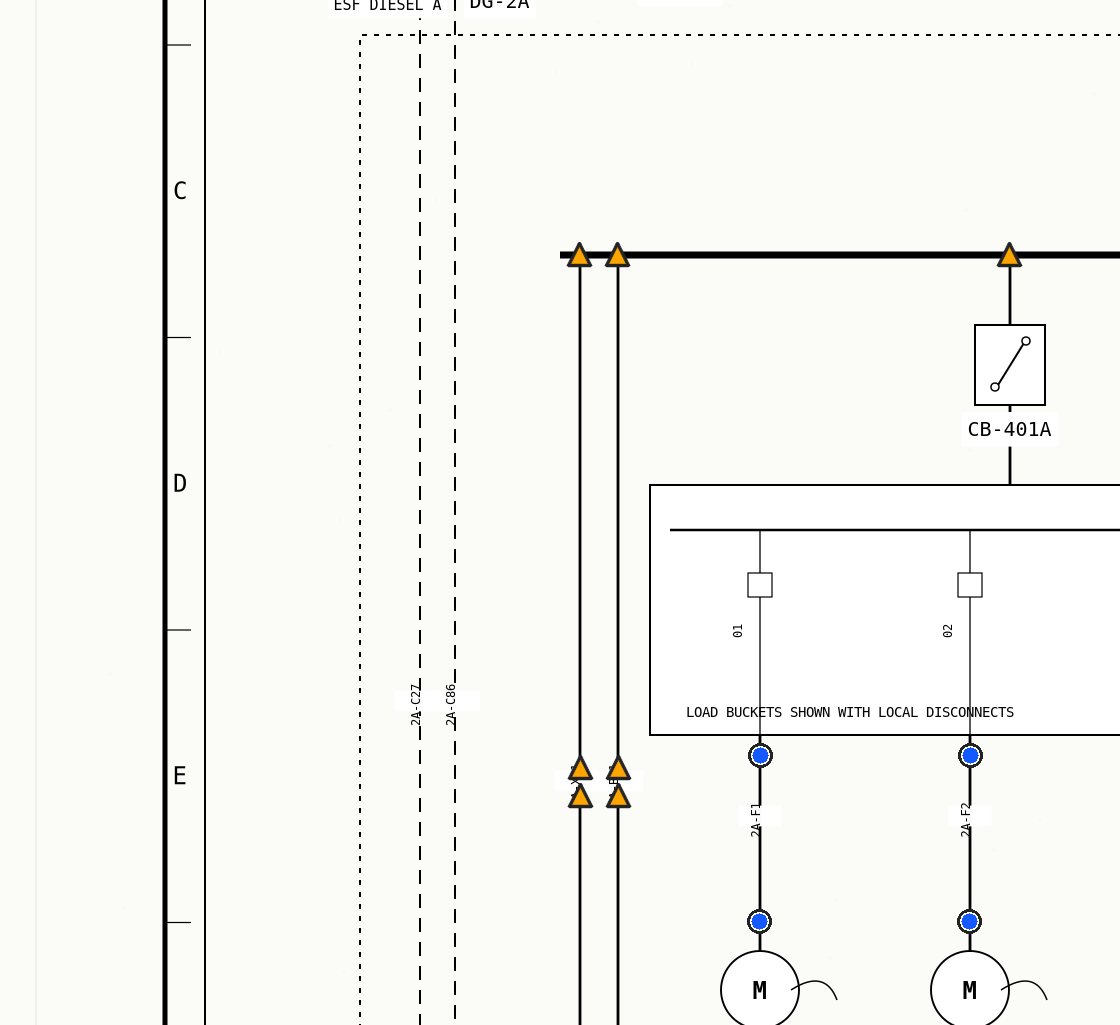 ESF DIESEL A
DG-2A
C
CB-401A
D
01
02
2A-C27
2A-C86
LOAD BUCKETS SHOWN WITH LOCAL DISCONNECTS
E
2A-F1
2A-F2
M
M